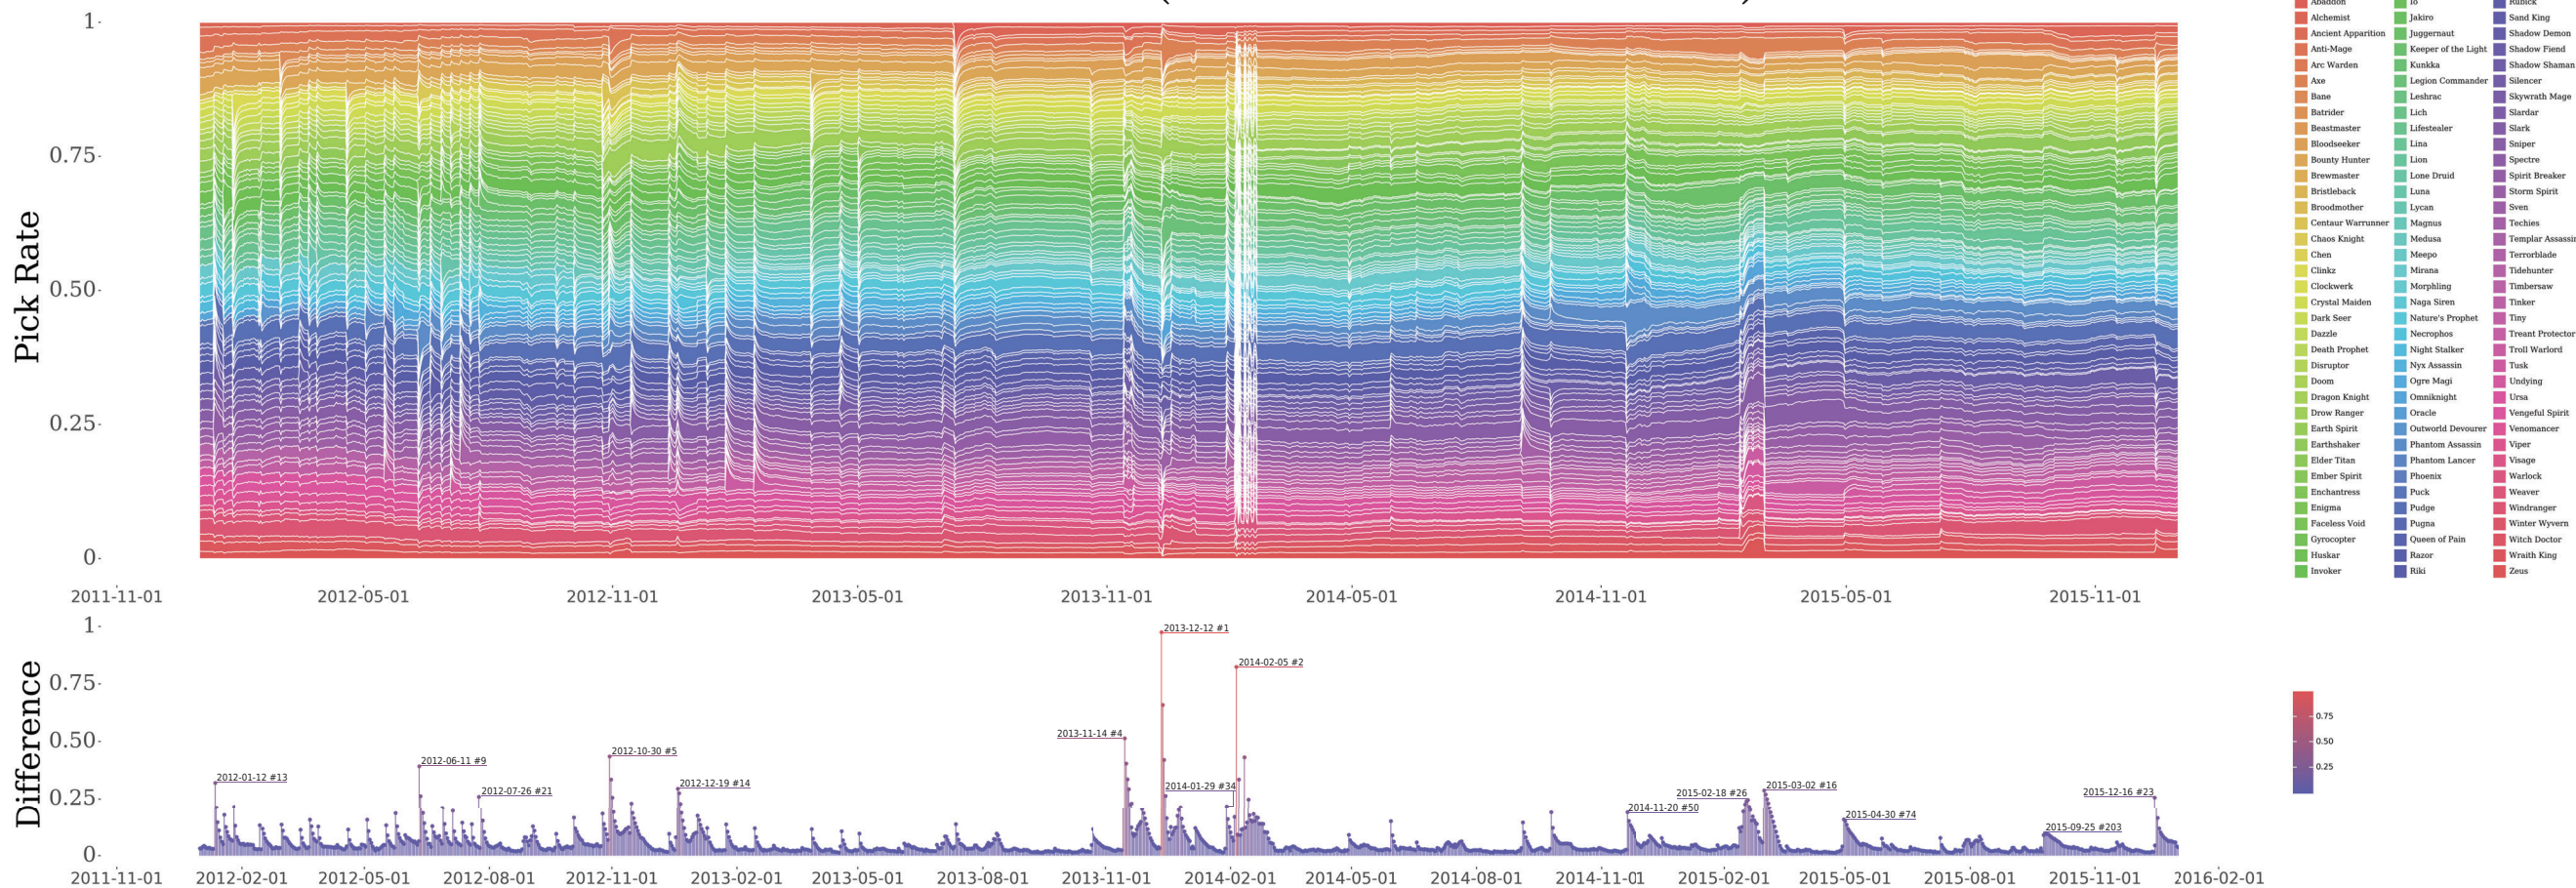 1
0.75
0.50
0.25
0
Pick Rate
2011-11-01 2012-05-01 2012-11-01 2013-05-01 2013-11-01 2014-05-01 2014-11-01 2015-05-01 2015-11-01
Abaddon Io Rubick
Alchemist Jakiro Sand King
Ancient Apparition Juggernaut Shadow Demon
Anti-Mage Keeper of the Light Shadow Fiend
Arc Warden Kunkka Shadow Shaman
Axe Legion Commander Silencer
Bane Leshrac Skywrath Mage
Batrider Lich Slardar
Beastmaster Lifestealer Slark
Bloodseeker Lina Sniper
Bounty Hunter Lion Spectre
Brewmaster Lone Druid Spirit Breaker
Bristleback Luna Storm Spirit
Broodmother Lycan Sven
Centaur Warrunner Magnus Techies
Chaos Knight Medusa Templar Assassin
Chen Meepo Terrorblade
Clinkz Mirana Tidehunter
Clockwerk Morphling Timbersaw
Crystal Maiden Naga Siren Tinker
Dark Seer Nature's Prophet Tiny
Dazzle Necrophos Treant Protector
Death Prophet Night Stalker Troll Warlord
Disruptor Nyx Assassin Tusk
Doom Ogre Magi Undying
Dragon Knight Omniknight Ursa
Drow Ranger Oracle Vengeful Spirit
Earth Spirit Outworld Devourer Venomancer
Earthshaker Phantom Assassin Viper
Elder Titan Phantom Lancer Visage
Ember Spirit Phoenix Warlock
Enchantress Puck Weaver
Enigma Pudge Windranger
Faceless Void Pugna Winter Wyvern
Gyrocopter Queen of Pain Witch Doctor
Huskar Razor Wraith King
Invoker Riki Zeus
1
0.75
0.50
0.25
0
Difference
2012-01-12 #13
2012-06-11 #9
2012-07-26 #21
2012-10-30 #5
2012-12-19 #14
2013-11-14 #4
2013-12-12 #1
2014-01-29 #34
2014-02-05 #2
2014-11-20 #50
2015-02-18 #26
2015-03-02 #16
2015-04-30 #74
2015-09-25 #203
2015-12-16 #23
2011-11-01 2012-02-01 2012-05-01 2012-08-01 2012-11-01 2013-02-01 2013-05-01 2013-08-01 2013-11-01 2014-02-01 2014-05-01 2014-08-01 2014-11-01 2015-02-01 2015-05-01 2015-08-01 2015-11-01 2016-02-01
0.75
0.50
0.25